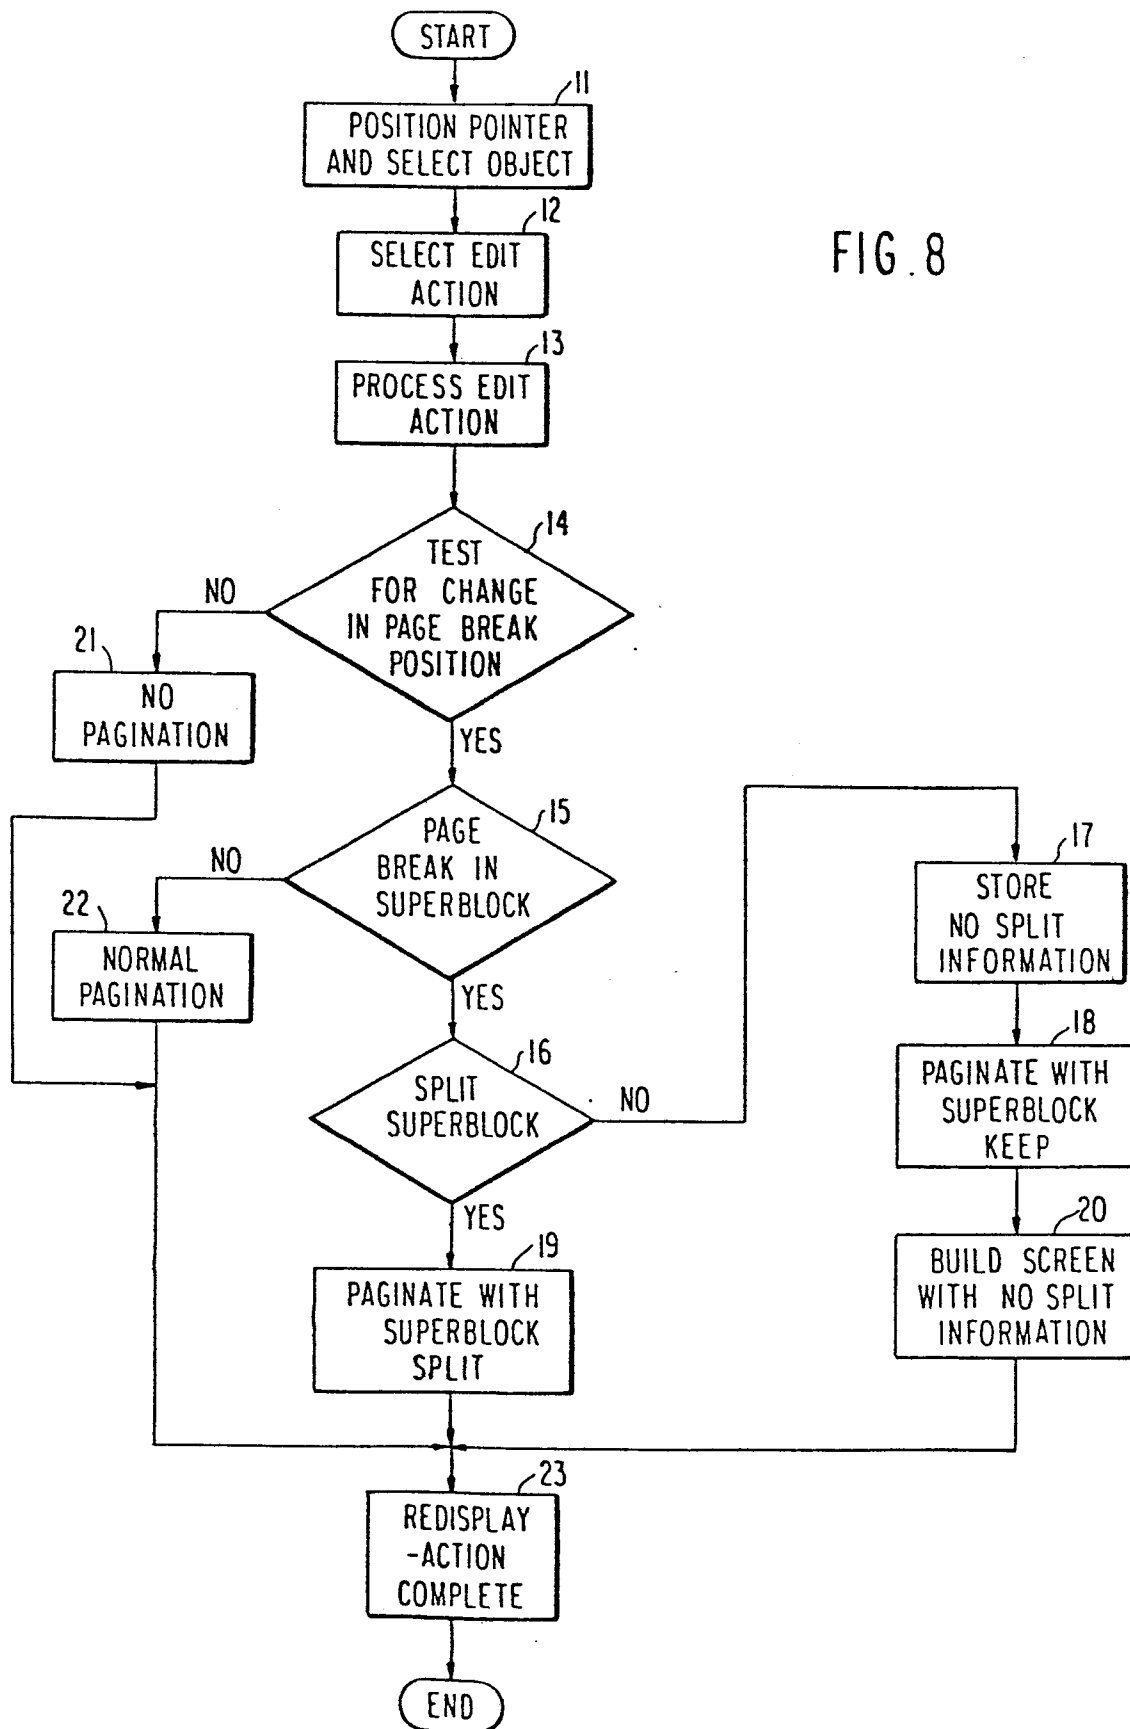 START
11
POSITION POINTER
AND SELECT OBJECT
12
SELECT EDIT
ACTION
FIG.8
13
PROCESS EDIT
ACTION
14
TEST
FOR CHANGE
IN PAGE BREAK
POSITION
NO
21
NO
PAGINATION
YES
15
PAGE
BREAK IN
SUPERBLOCK
NO
22
NORMAL
PAGINATION
YES
16
SPLIT
SUPERBLOCK
NO
17
STORE
NO SPLIT
INFORMATION
18
PAGINATE WITH
SUPERBLOCK
KEEP
20
BUILD SCREEN
WITH NO SPLIT
INFORMATION
YES
19
PAGINATE WITH
SUPERBLOCK
SPLIT
23
REDISPLAY
-ACTION
COMPLETE
END